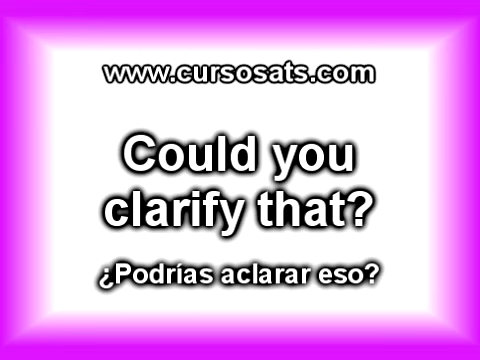 www.cursosats.com
Could you
clarify that?
¿Podrías aclarar eso?